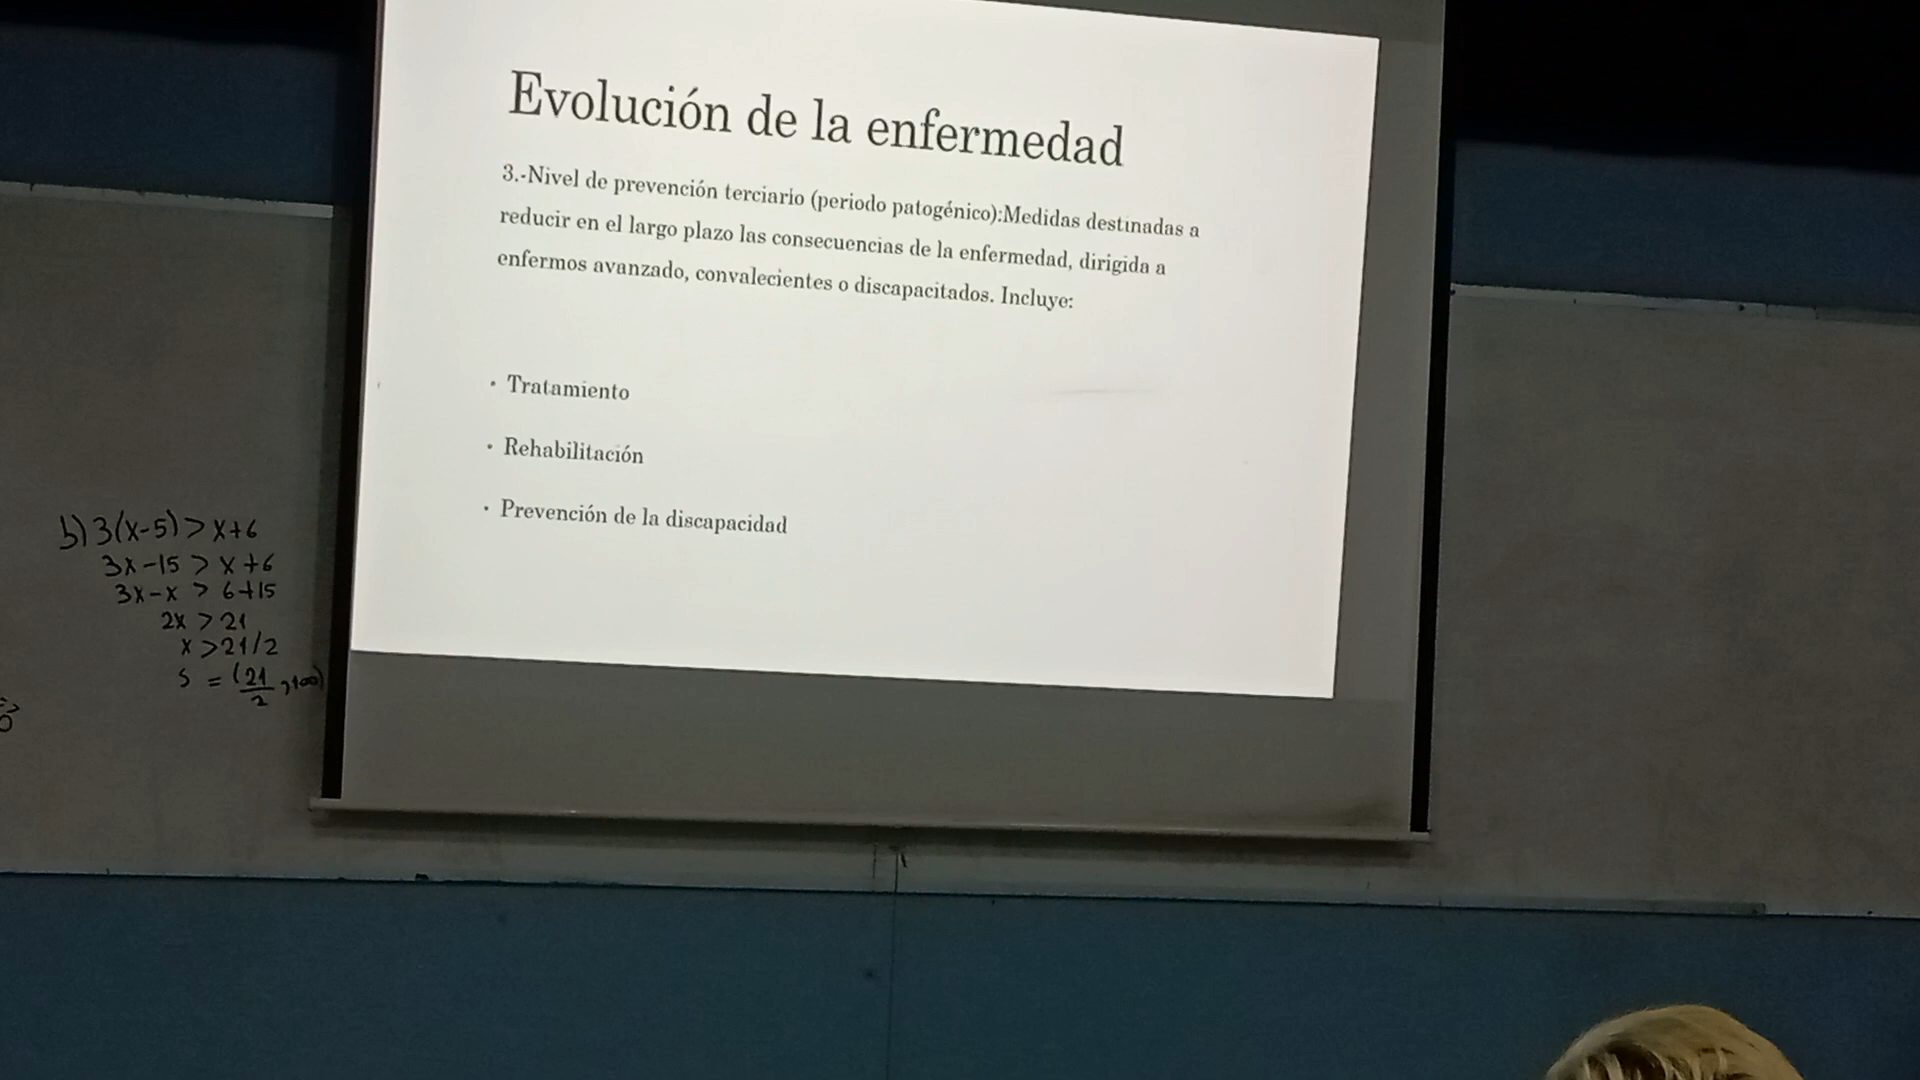 Evolución de la enfermedad
3.-Nivel de prevención terciario (periodo patogénico):Medidas destinadas a
reducir en el largo plazo las consecuencias de la enfermedad, dirigida a
enfermos avanzado, convalecientes o discapacitados. Incluye:
• Tratamiento
• Rehabilitación
• Prevención de la discapacidad
b) 3(x-5) > x+6
3x-15 > x+6
3x-x > 6+15
2x > 21
x > 21/2
S = (21/2, +∞)